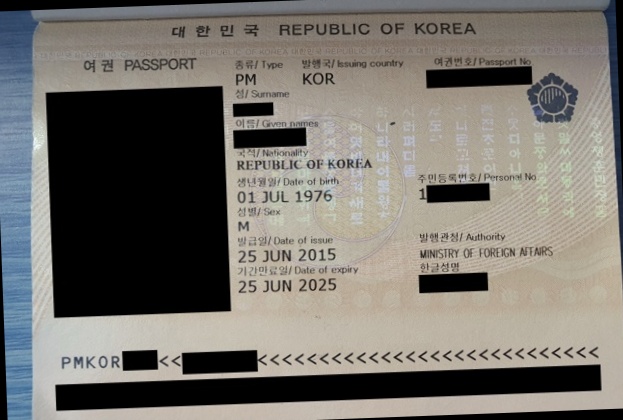 대한민국 REPUBLIC OF KOREA
여권 PASSPORT
종류/ Type 발행국/ Issuing country 여권번호/ Passport No
PM KOR
성/ Surname
이름/ Given names
국적/ Nationality
REPUBLIC OF KOREA
생년월일/ Date of birth 주민등록번호/ Personal No
01 JUL 1976 1
성별/ Sex
M
발급일/ Date of issue 발행관청/ Authority
25 JUN 2015 MINISTRY OF FOREIGN AFFAIRS
기간만료일/ Date of expiry 한글성명
25 JUN 2025
PMKOR << <<<<<<<<<<<<<<<<<<<<<<<<<<<<<<